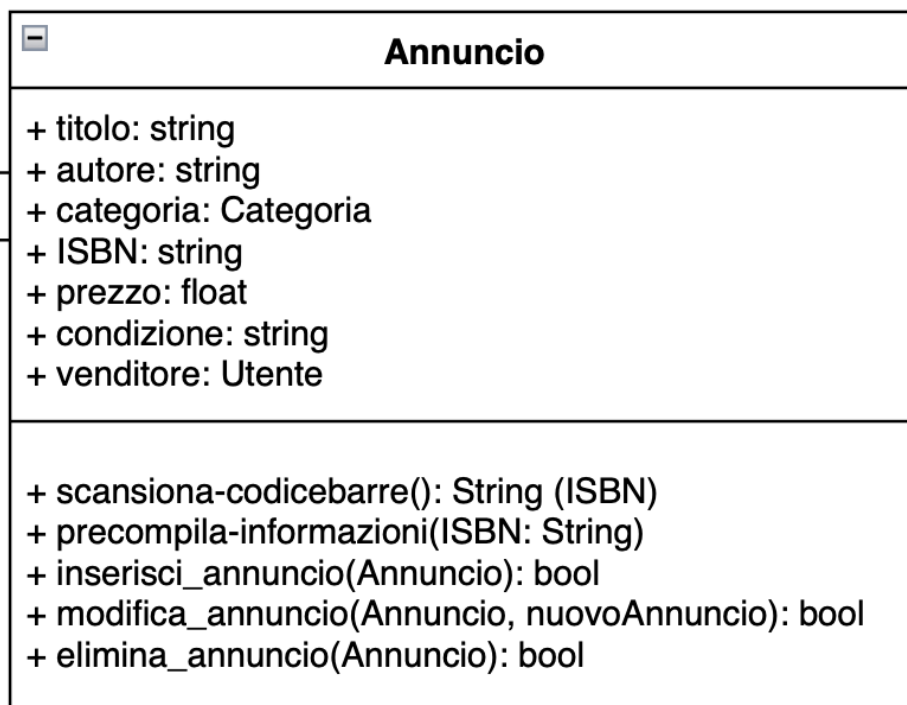 Annuncio
+ titolo: string
+ autore: string
+ categoria: Categoria
+ ISBN: string
+ prezzo: float
+ condizione: string
+ venditore: Utente
+ scansiona-codicebarre(): String (ISBN)
+ precompila-informazioni(ISBN: String)
+ inserisci_annuncio(Annuncio): bool
+ modifica_annuncio(Annuncio, nuovoAnnuncio): bool
+ elimina_annuncio(Annuncio): bool